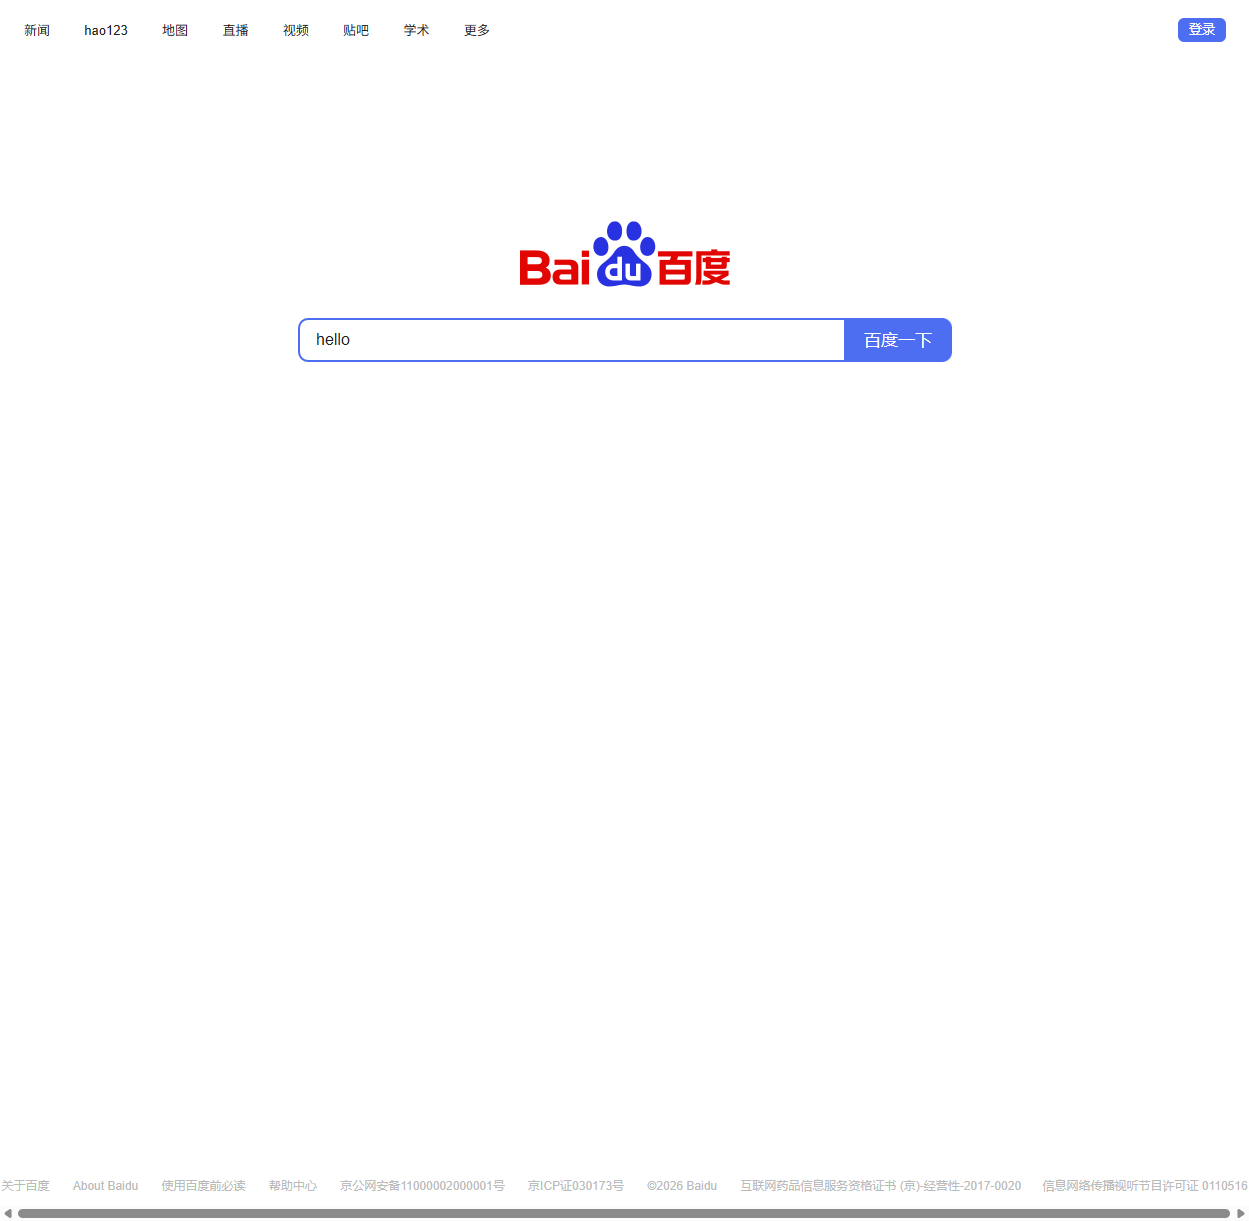 新闻 hao123 地图 直播 视频 贴吧 学术 更多 登录
Bai du 百度
hello 百度一下
关于百度 About Baidu 使用百度前必读 帮助中心 京公网安备11000002000001号 京ICP证030173号 ©2026 Baidu 互联网药品信息服务资格证书 (京)-经营性-2017-0020 信息网络传播视听节目许可证 0110516